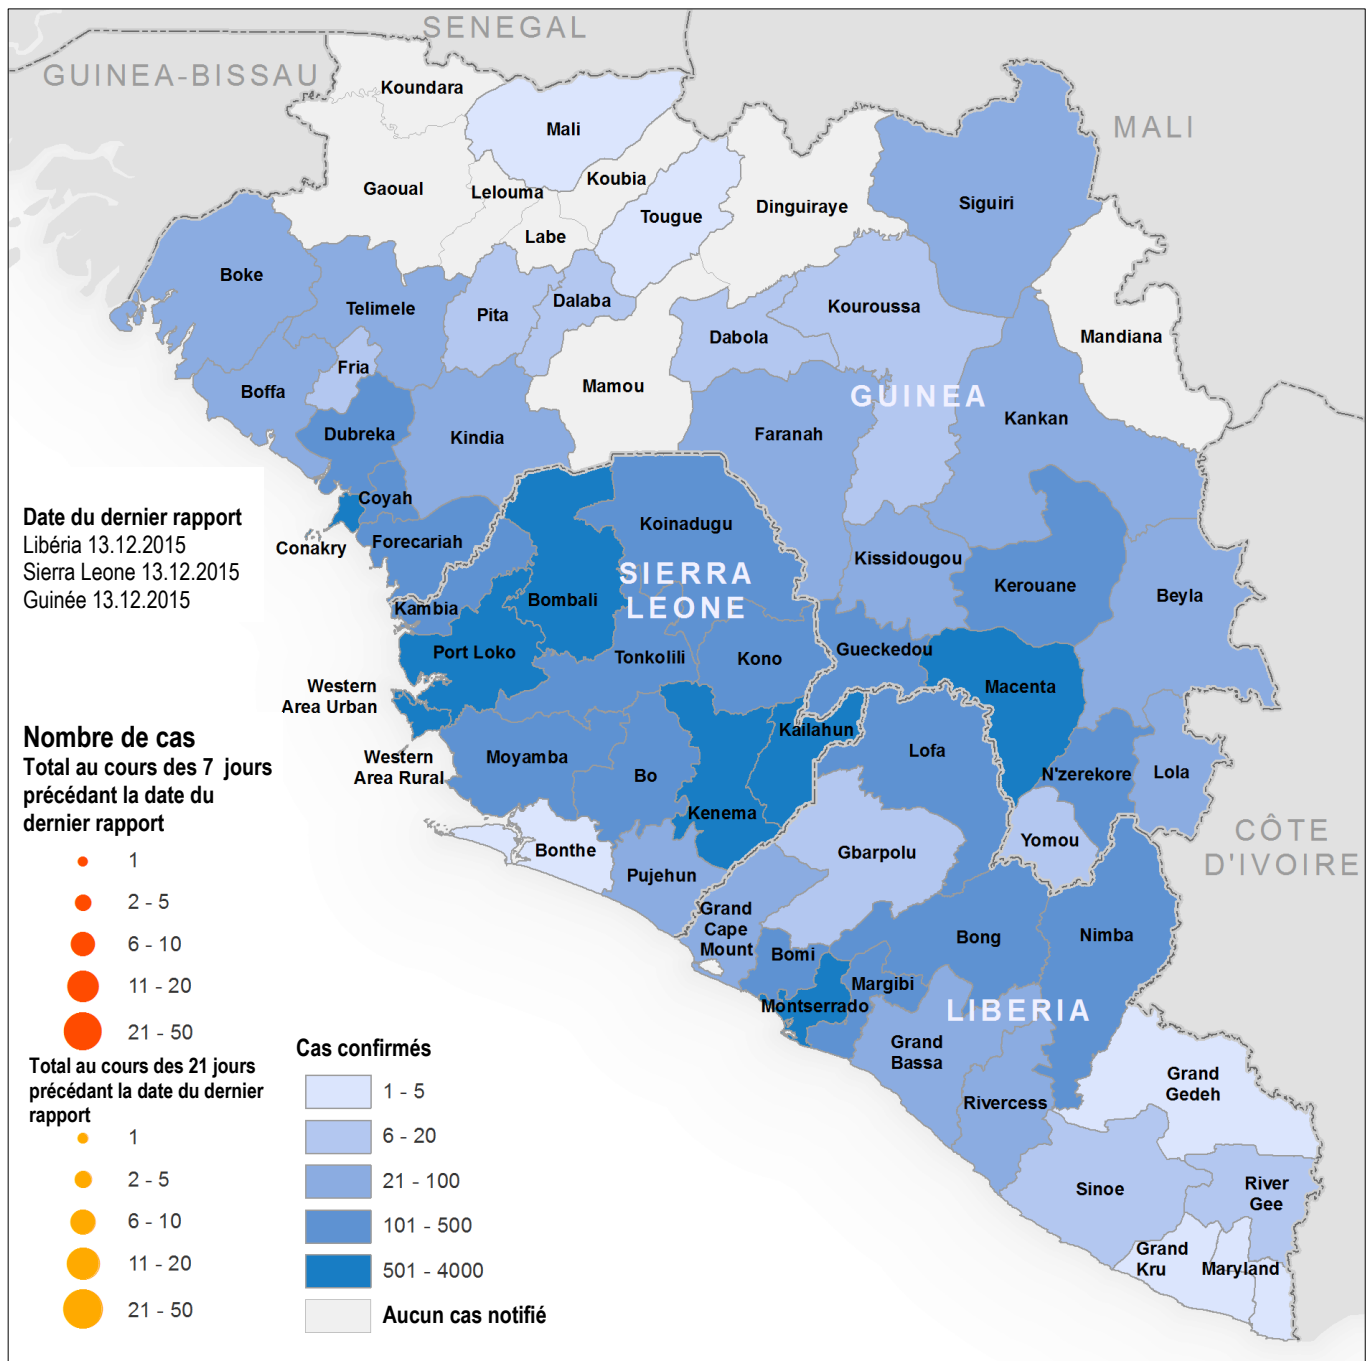 SENEGAL
GUINEA-BISSAU
Koundara
Mali
MALI
Gaoual
Lelouma
Koubia
Labe
Tougue
Dinguiraye
Siguiri
Boke
Telimele
Pita
Dalaba
Kouroussa
Dabola
Mandiana
Fria
Boffa
Mamou
GUINEA
Kankan
Dubreka
Kindia
Faranah
Coyah
Conakry
Forecariah
Koinadugu
Kissidougou
Kerouane
Beyla
SIERRA
LEONE
Kambia
Bombali
Port Loko
Tonkolili
Kono
Gueckedou
Macenta
Western
Area Urban
Western
Area Rural
Moyamba
Bo
Kailahun
Kenema
Lofa
N'zerekore
Lola
Bonthe
Pujehun
Gbarpolu
Yomou
CÔTE
D'IVOIRE
Grand
Cape
Mount
Bomi
Bong
Nimba
Margibi
Montserrado
LIBERIA
Grand
Bassa
Rivercess
Grand
Gedeh
Sinoe
River
Gee
Grand
Kru
Maryland
Date du dernier rapport
Libéria 13.12.2015
Sierra Leone 13.12.2015
Guinée 13.12.2015
Nombre de cas
Total au cours des 7 jours
précédant la date du
dernier rapport
1
2 - 5
6 - 10
11 - 20
21 - 50
Total au cours des 21 jours
précédant la date du dernier
rapport
1
2 - 5
6 - 10
11 - 20
21 - 50
Cas confirmés
1 - 5
6 - 20
21 - 100
101 - 500
501 - 4000
Aucun cas notifié